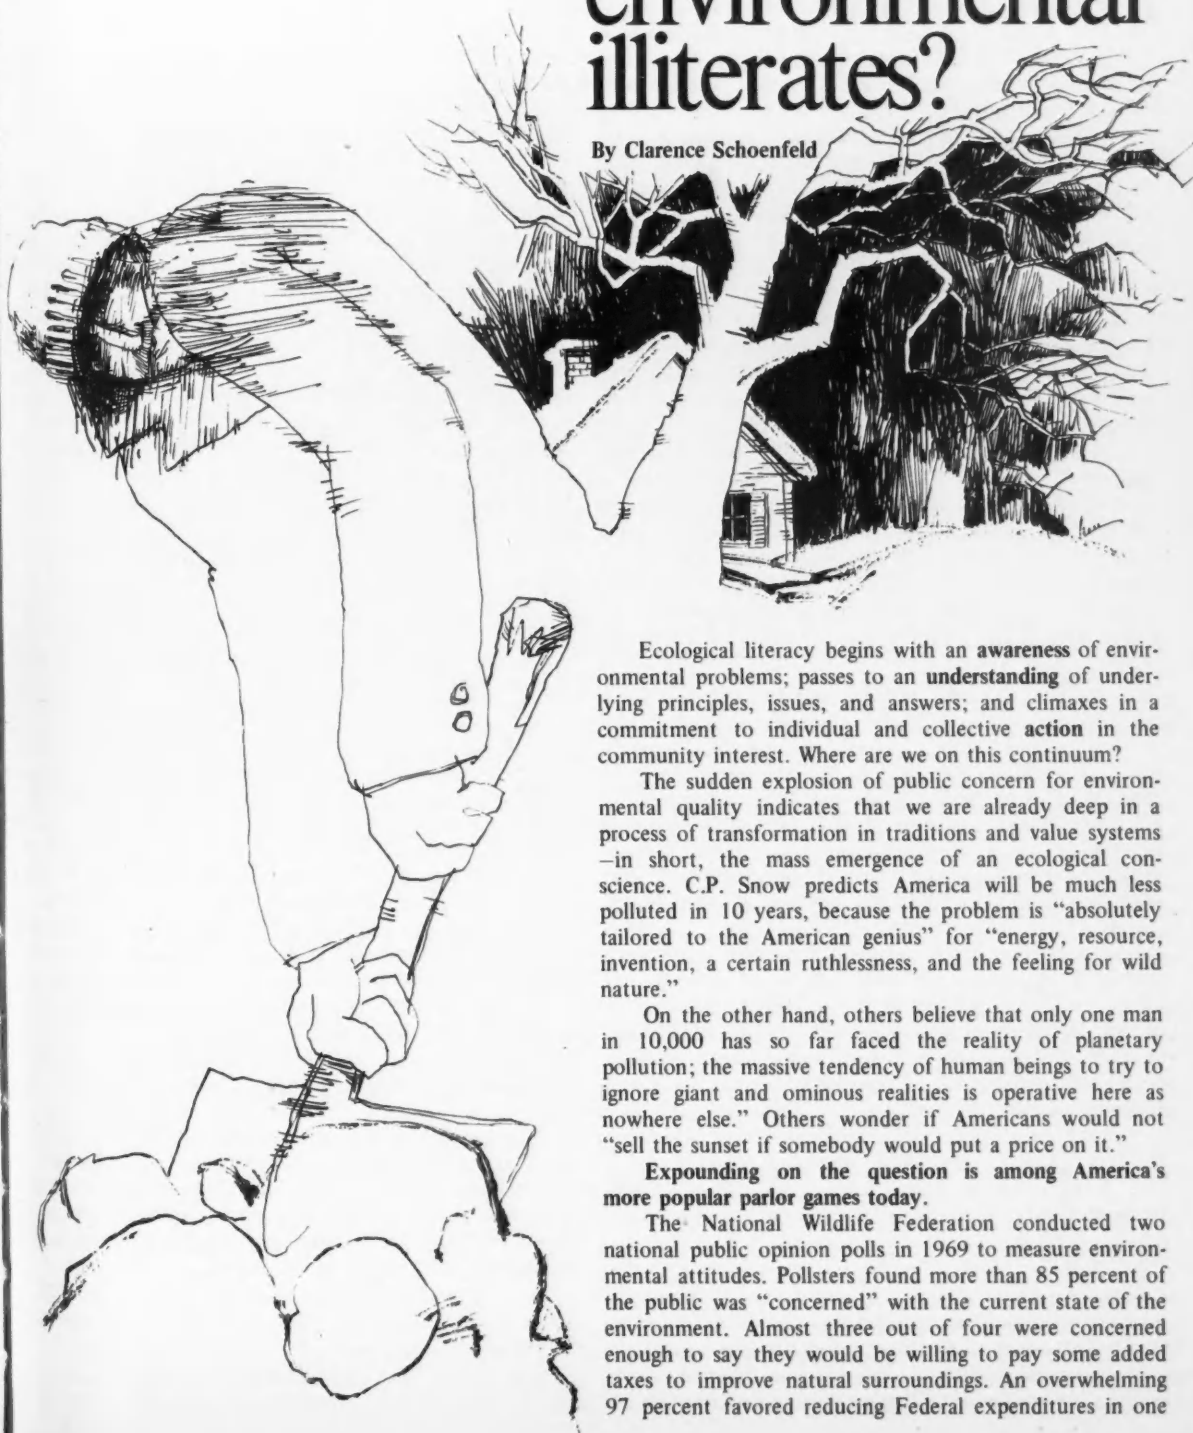 environmental
illiterates?
By Clarence Schoenfeld
Ecological literacy begins with an awareness of envir-
onmental problems; passes to an understanding of under-
lying principles, issues, and answers; and climaxes in a
commitment to individual and collective action in the
community interest. Where are we on this continuum?
The sudden explosion of public concern for environ-
mental quality indicates that we are already deep in a
process of transformation in traditions and value systems
—in short, the mass emergence of an ecological con-
science. C.P. Snow predicts America will be much less
polluted in 10 years, because the problem is “absolutely
tailored to the American genius” for “energy, resource,
invention, a certain ruthlessness, and the feeling for wild
nature.”
On the other hand, others believe that only one man
in 10,000 has so far faced the reality of planetary
pollution; the massive tendency of human beings to try to
ignore giant and ominous realities is operative here as
nowhere else.” Others wonder if Americans would not
“sell the sunset if somebody would put a price on it.”
Expounding on the question is among America’s
more popular parlor games today.
The National Wildlife Federation conducted two
national public opinion polls in 1969 to measure environ-
mental attitudes. Pollsters found more than 85 percent of
the public was “concerned” with the current state of the
environment. Almost three out of four were concerned
enough to say they would be willing to pay some added
taxes to improve natural surroundings. An overwhelming
97 percent favored reducing Federal expenditures in one